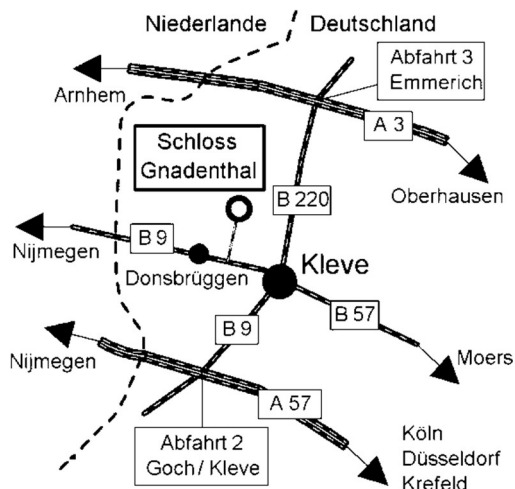 Niederlande
Deutschland
Abfahrt 3
Emmerich
Arnhem
A 3
Schloss
Gnadenthal
Oberhausen
B 220
B 9
Nijmegen
Donsbrüggen
Kleve
B 9
B 57
Nijmegen
Moers
A 57
Abfahrt 2
Goch / Kleve
Köln
Düsseldorf
Krefeld